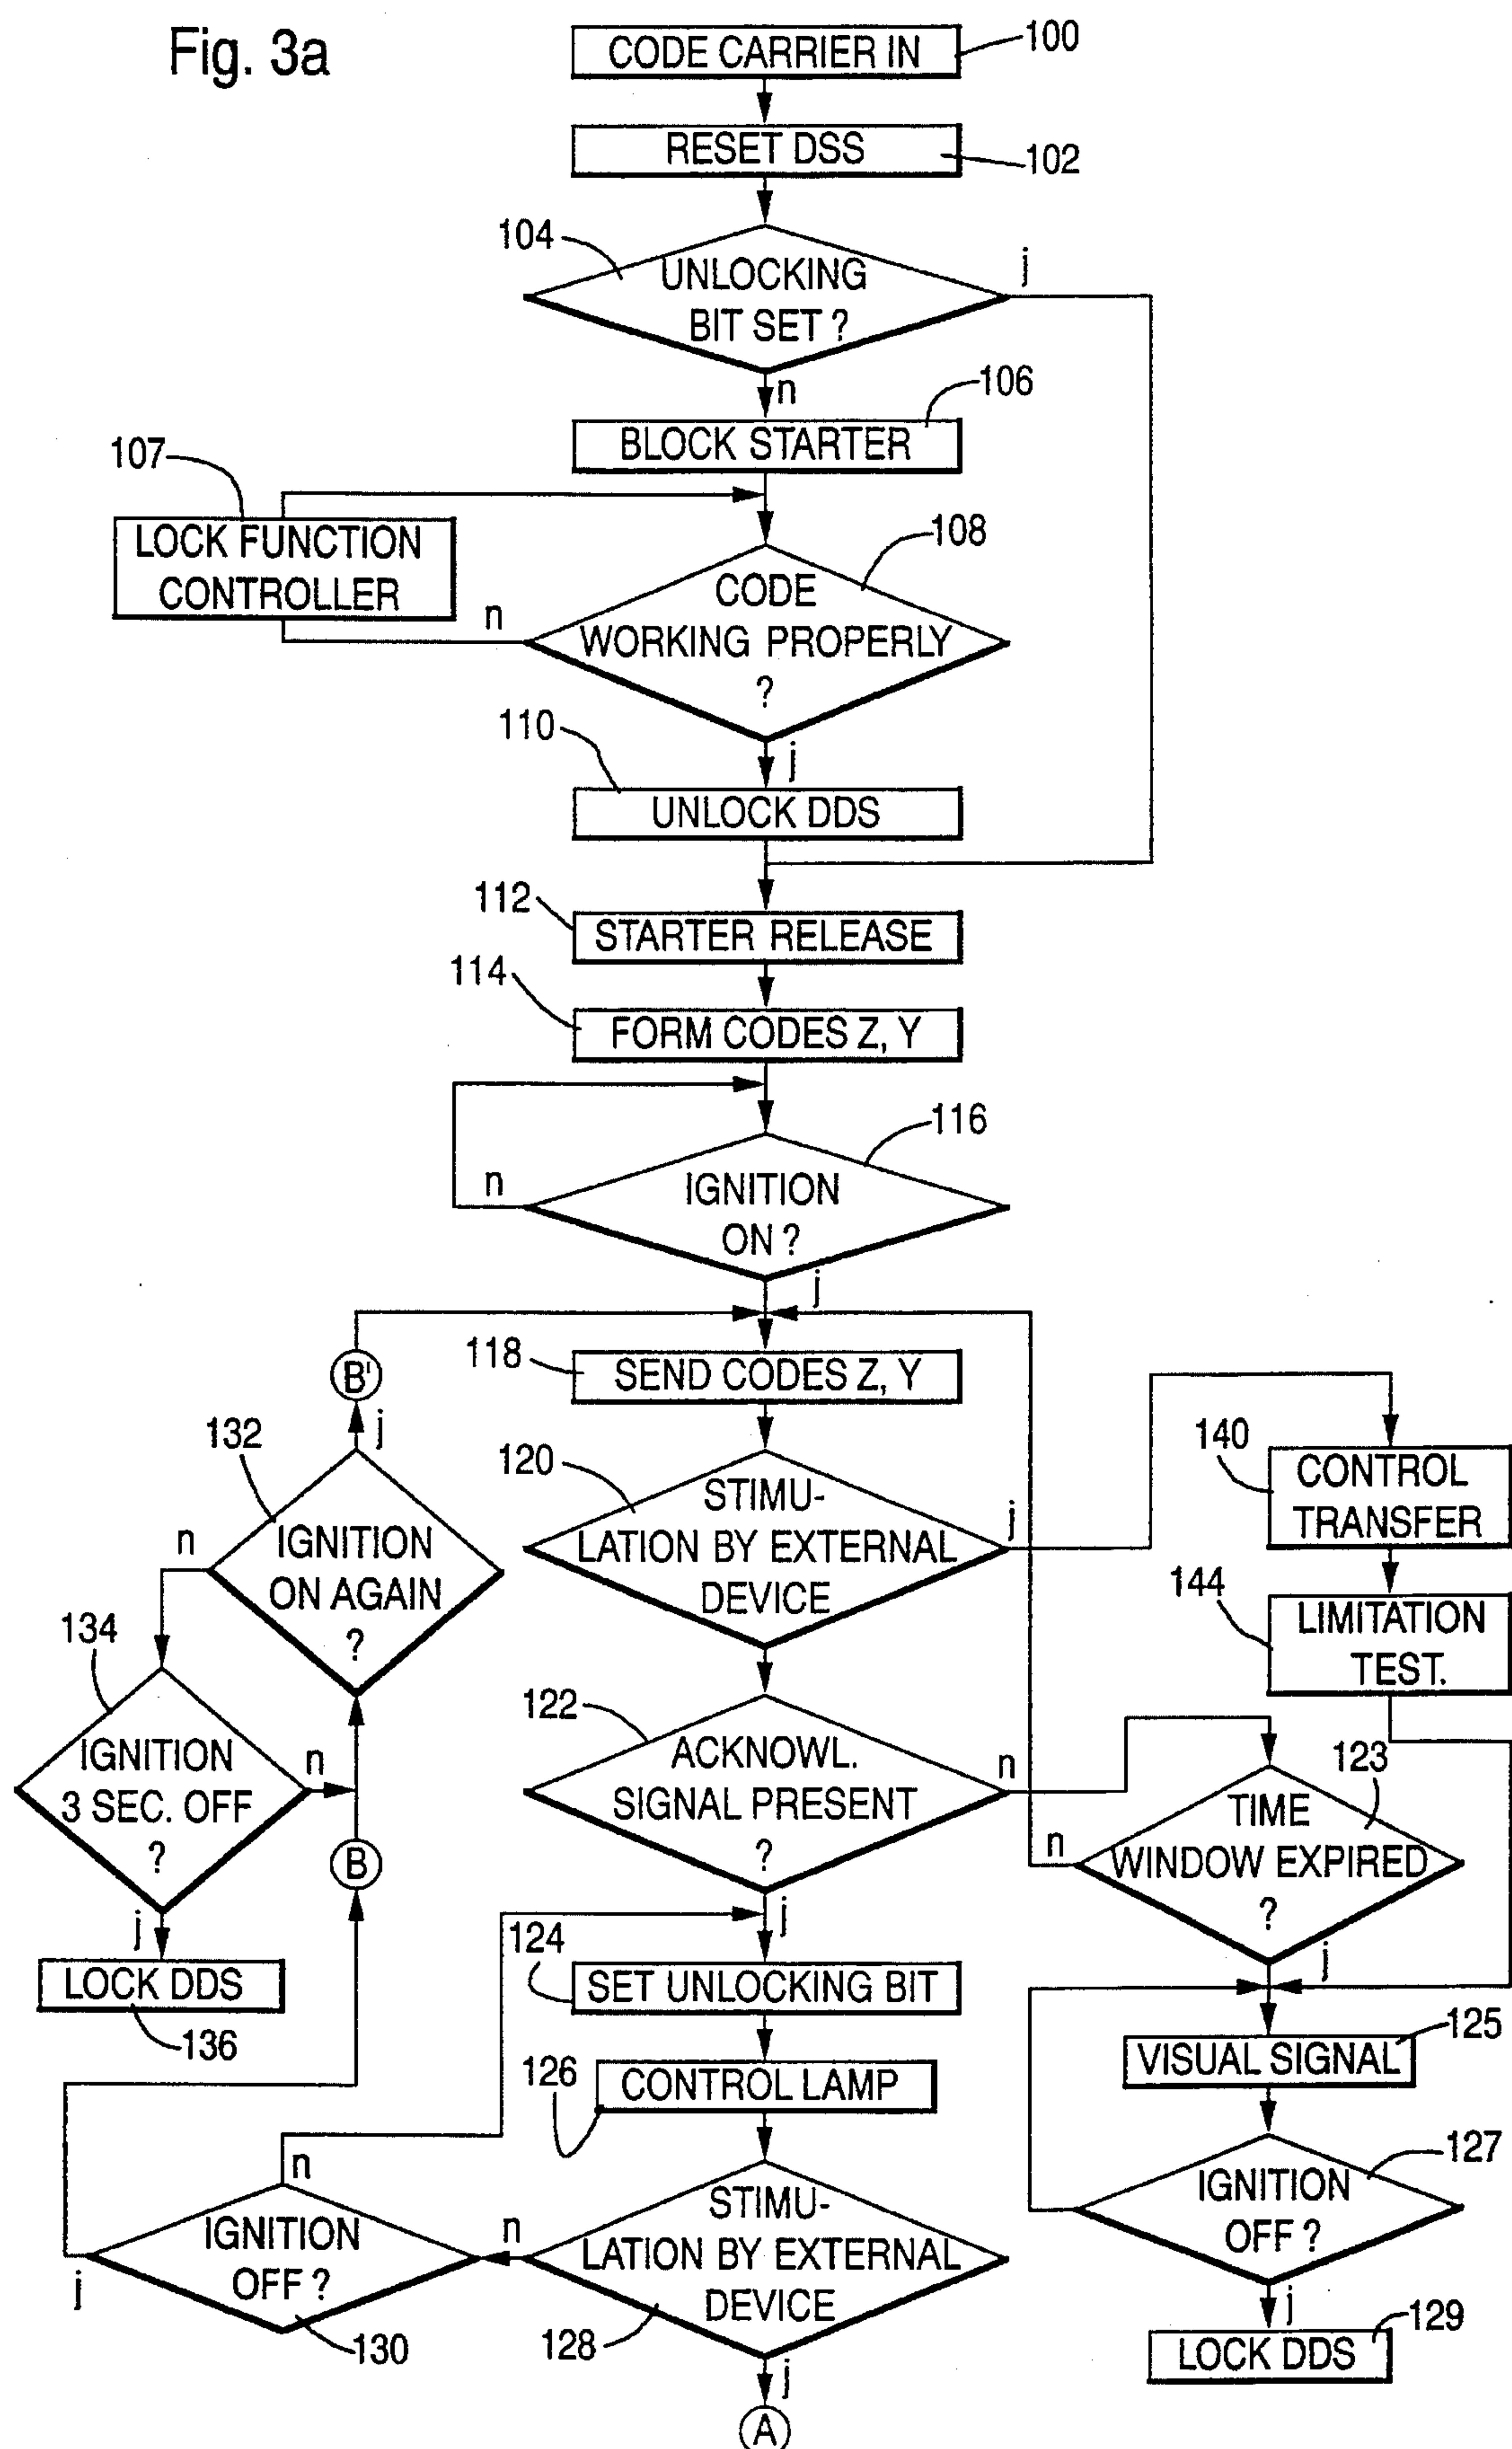 Fig. 3a
CODE CARRIER IN
100
RESET DSS
102
104
UNLOCKING
BIT SET ?
j
n
106
BLOCK STARTER
107
LOCK FUNCTION
CONTROLLER
108
CODE
WORKING PROPERLY
?
n
j
110
UNLOCK DDS
112
STARTER RELEASE
114
FORM CODES Z, Y
116
IGNITION
ON ?
n
j
118
SEND CODES Z, Y
B'
j
132
IGNITION
ON AGAIN
?
n
120
STIMU-
LATION BY EXTERNAL
DEVICE
j
140
CONTROL
TRANSFER
144
LIMITATION
TEST.
134
IGNITION
3 SEC. OFF
?
n
j
B
122
ACKNOWL.
SIGNAL PRESENT
?
n
j
123
TIME
WINDOW EXPIRED
?
n
j
LOCK DDS
136
124
SET UNLOCKING BIT
126
CONTROL LAMP
125
VISUAL SIGNAL
127
IGNITION
OFF ?
j
129
LOCK DDS
n
IGNITION
OFF ?
j
130
n
STIMU-
LATION BY EXTERNAL
DEVICE
128
j
A